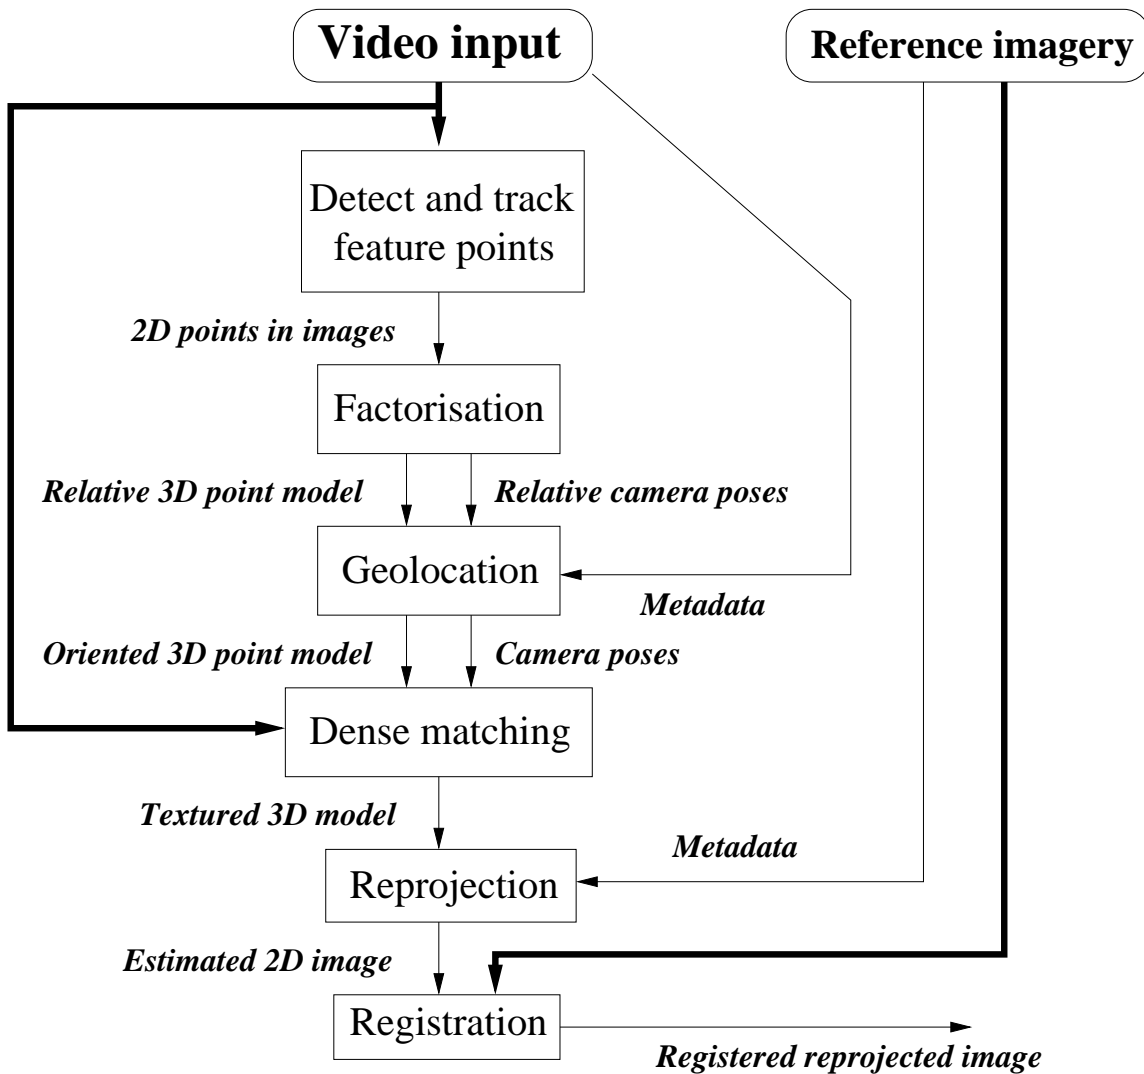 Video input
Reference imagery
Detect and track
feature points
2D points in images
Factorisation
Relative 3D point model
Relative camera poses
Geolocation
Metadata
Oriented 3D point model
Camera poses
Dense matching
Textured 3D model
Metadata
Reprojection
Estimated 2D image
Registration
Registered reprojected image